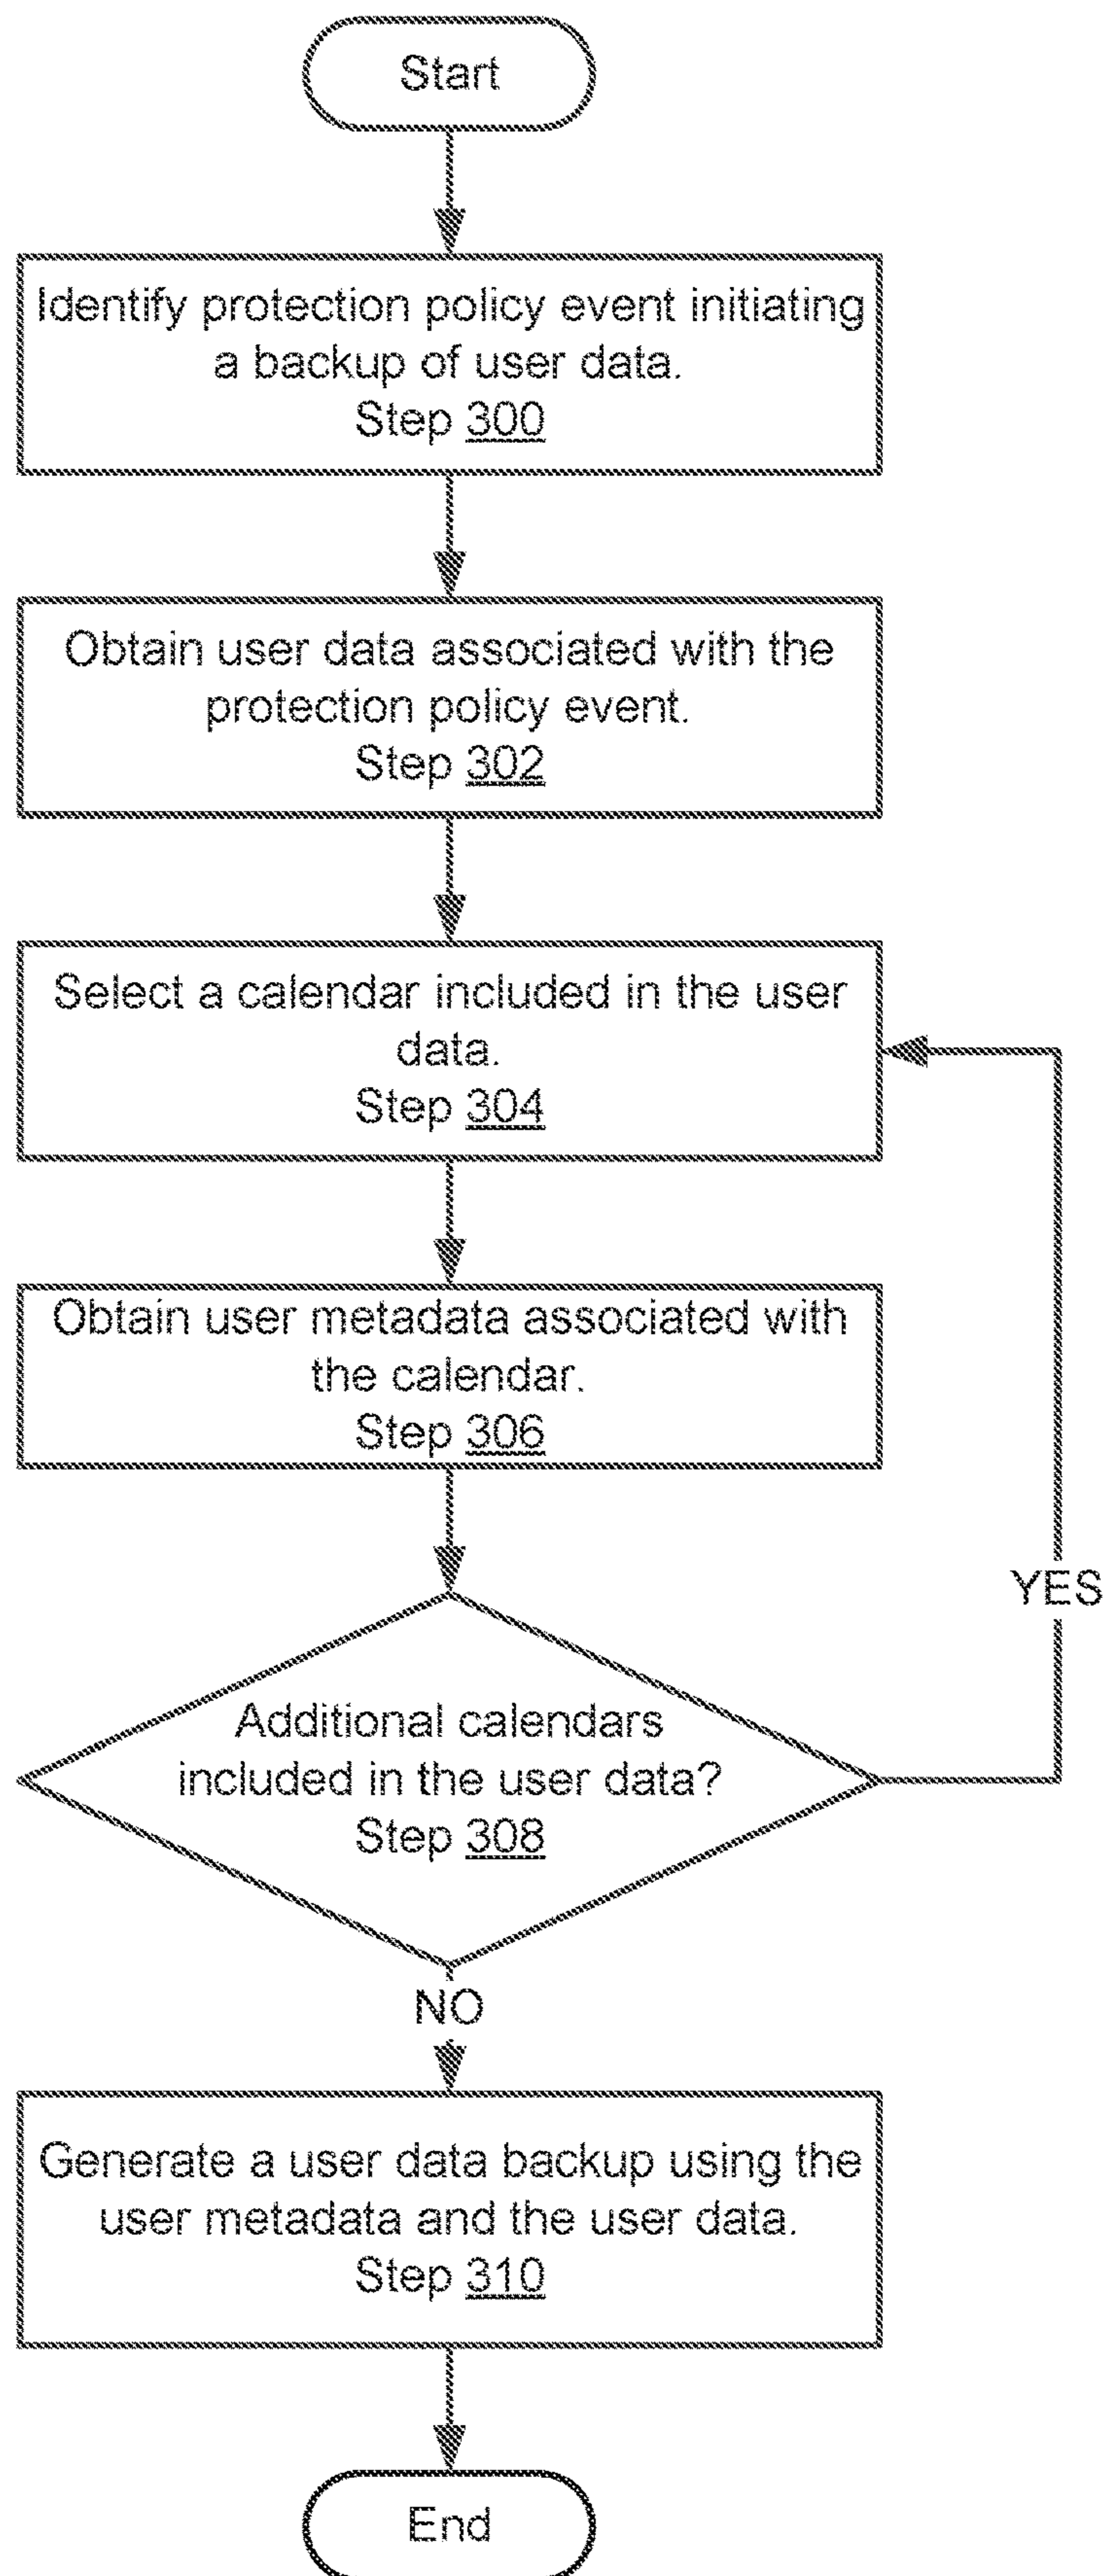 Start
Identify protection policy event initiating
a backup of user data.
Step 300
Obtain user data associated with the
protection policy event.
Step 302
Select a calendar included in the user
data.
Step 304
Obtain user metadata associated with
the calendar.
Step 306
YES
Additional calendars
included in the user data?
Step 308
NO
Generate a user data backup using the
user metadata and the user data.
Step 310
End